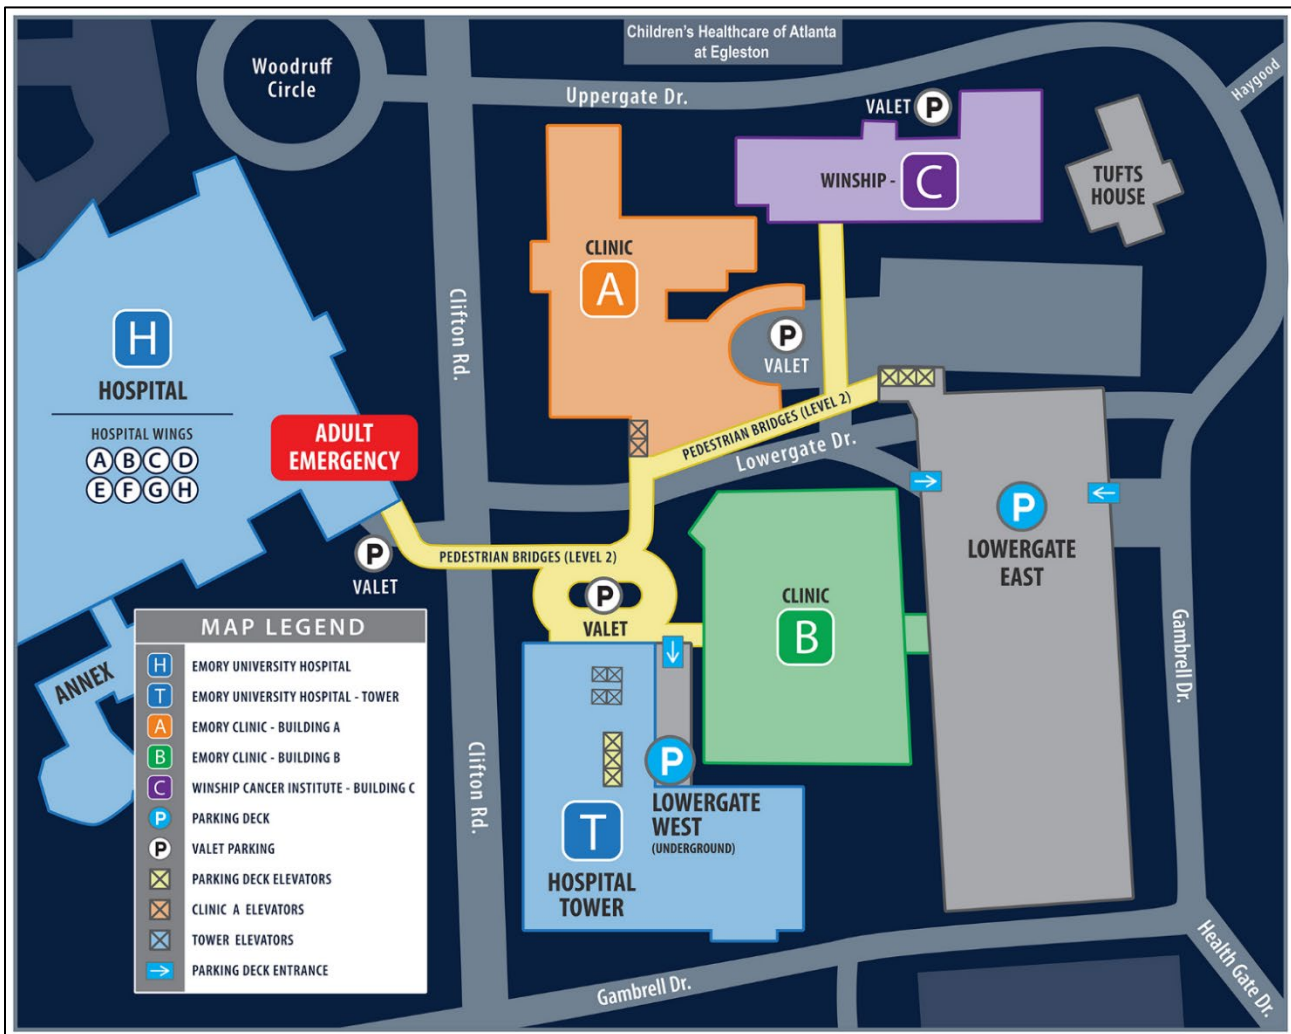 Children's Healthcare of Atlanta
at Egleston
Woodruff
Circle
Uppergate Dr.
Haygood
VALET P
WINSHIP - C
TUFTS
HOUSE
CLINIC
A
Clifton Rd.
P
VALET
H
HOSPITAL
HOSPITAL WINGS
A B C D
E F G H
ADULT
EMERGENCY
PEDESTRIAN BRIDGES (LEVEL 2)
Lowergate Dr.
P
LOWERGATE
EAST
P
VALET
PEDESTRIAN BRIDGES (LEVEL 2)
P
VALET
CLINIC
B
Gambrell Dr.
ANNEX
Clifton Rd.
P
LOWERGATE
WEST
(UNDERGROUND)
T
HOSPITAL
TOWER
Gambrell Dr.
Health Gate Dr.
MAP LEGEND
H EMORY UNIVERSITY HOSPITAL
T EMORY UNIVERSITY HOSPITAL - TOWER
A EMORY CLINIC - BUILDING A
B EMORY CLINIC - BUILDING B
C WINSHIP CANCER INSTITUTE - BUILDING C
P PARKING DECK
P VALET PARKING
PARKING DECK ELEVATORS
CLINIC A ELEVATORS
TOWER ELEVATORS
PARKING DECK ENTRANCE